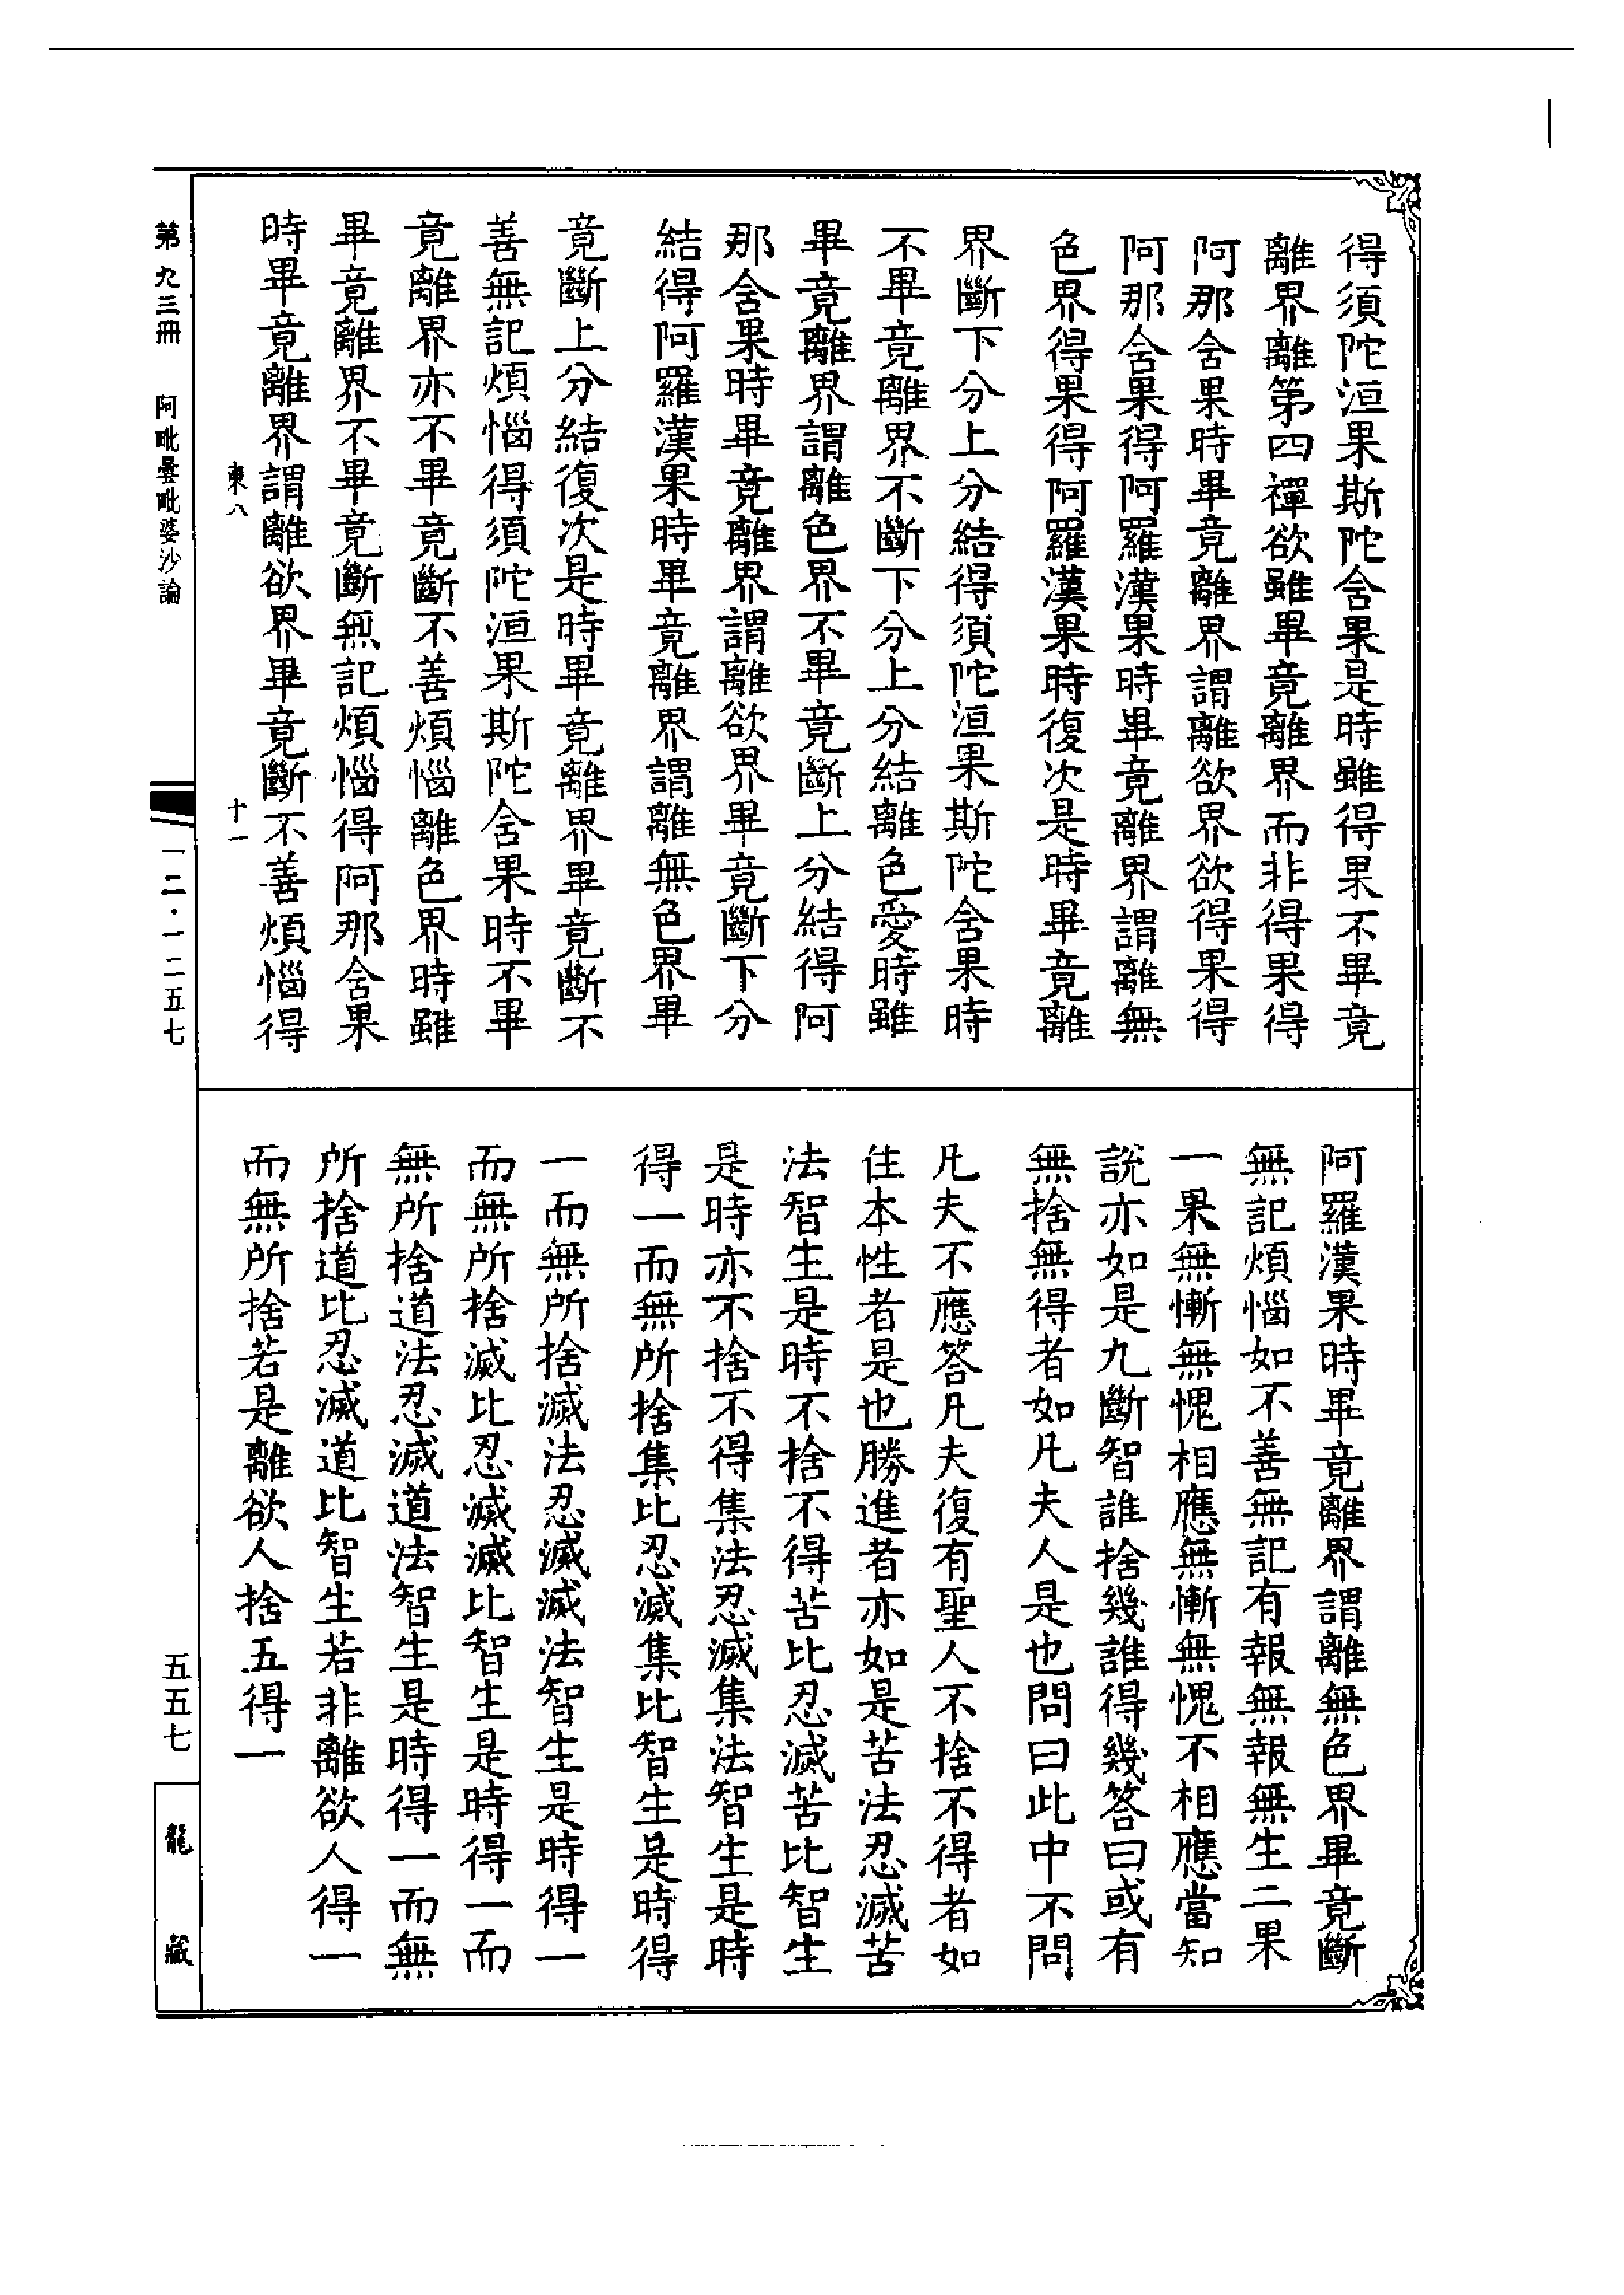 得須陀洹果斯陀含果是時雖得果不畢竟
離界離第四禪欲雖畢竟離界而非得果得
阿那含果時畢竟離界謂離欲界欲得果得
阿那含果得阿羅漢果時畢竟離界謂離無
色界得果得阿羅漢果時復次是時畢竟離
界斷下分上分結得須陀洹果斯陀含果時
不畢竟離界不斷下分上分結離色愛時雖
畢竟離界謂離色界不畢竟斷上分結得阿
那含果時畢竟離界謂離欲界畢竟斷下分
結得阿羅漢果時畢竟離界謂離無色界畢
竟斷上分結復次是時畢竟離界畢竟斷不
善無記煩惱得須陀洹果斯陀含果時不畢
竟離界亦不畢竟斷不善煩惱離色界時雖
畢竟離界不畢竟斷無記煩惱得阿那含果
時畢竟離界謂離欲界畢竟斷不善煩惱得
東八 十一
阿羅漢果時畢竟離界謂離無色界畢竟斷
無記煩惱如不善無記有報無報無生二果
一果無慚無愧相應無慚無愧不相應當知
說亦如是九斷智誰捨幾誰得幾答曰或有
無捨無得者如凡夫人是也問曰此中不問
凡夫不應答凡夫復有聖人不捨不得者如
住本性者是也勝進者亦如是苦法忍滅苦
法智生是時不捨不得苦比忍滅苦比智生
是時亦不捨不得集法忍滅集法智生是時
得一而無所捨集比忍滅集比智生是時得
一而無所捨滅法忍滅滅法智生是時得一
而無所捨滅比忍滅滅比智生是時得一而
無所捨道法忍滅道法智生是時得一而無
所捨道比忍滅道比智生若非離欲人得一
而無所捨若是離欲人捨五得一
第九三冊 阿毗曇毗婆沙論
一二·一二五七
五五七
龍藏